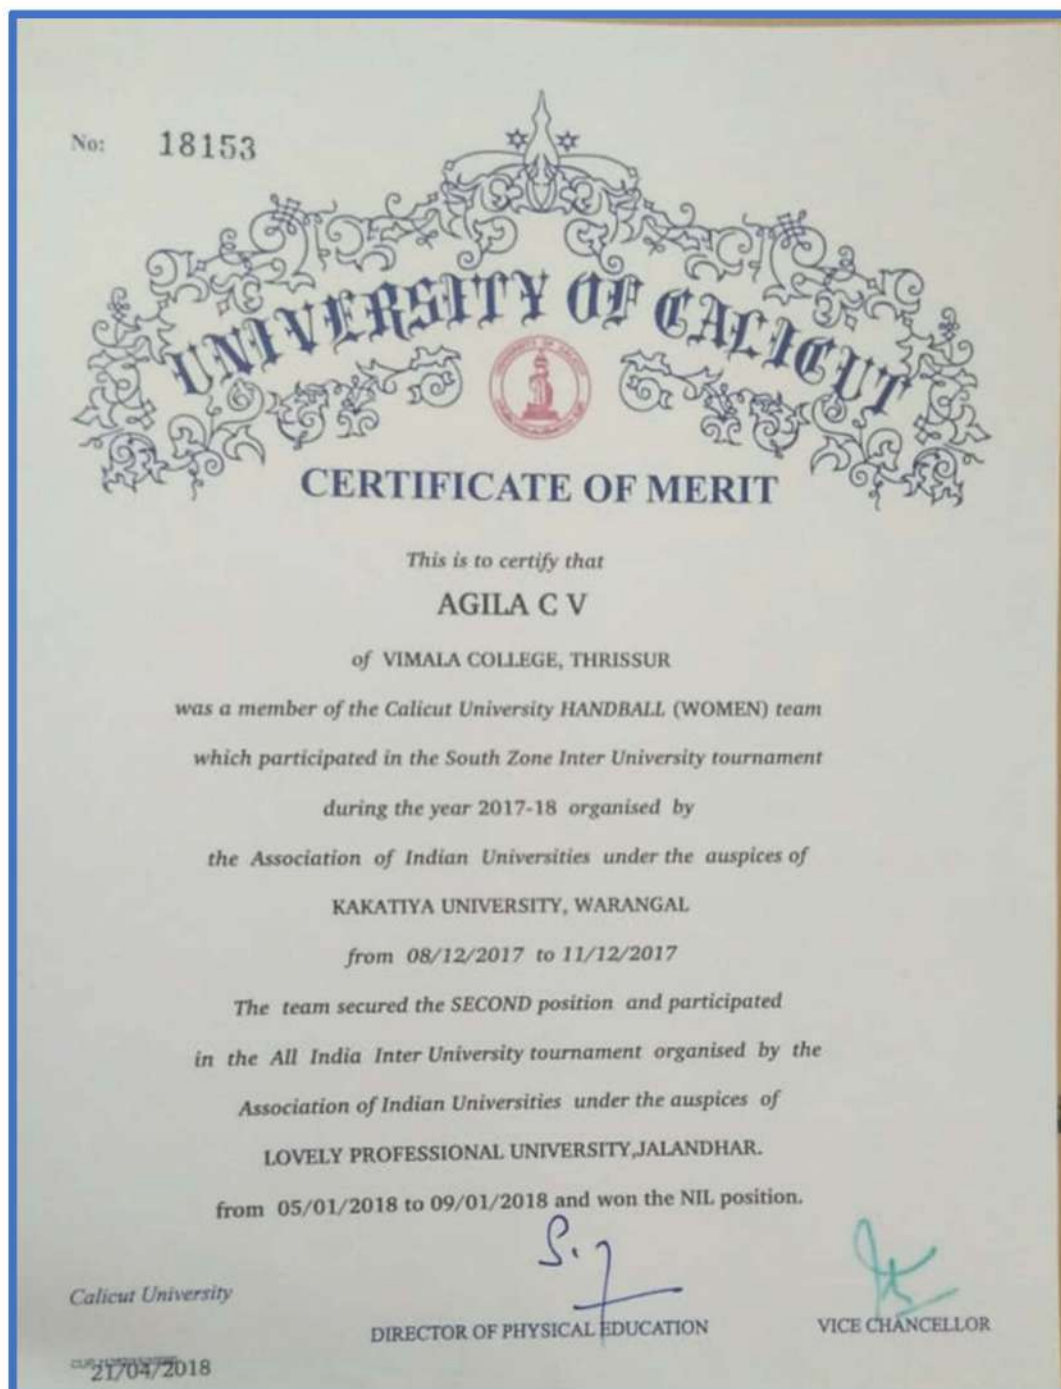 No: 18153
UNIVERSITY OF CALICUT
CERTIFICATE OF MERIT
This is to certify that
AGILA C V
of VIMALA COLLEGE, THRISSUR
was a member of the Calicut University HANDBALL (WOMEN) team
which participated in the South Zone Inter University tournament
during the year 2017-18 organised by
the Association of Indian Universities under the auspices of
KAKATIYA UNIVERSITY, WARANGAL
from 08/12/2017 to 11/12/2017
The team secured the SECOND position and participated
in the All India Inter University tournament organised by the
Association of Indian Universities under the auspices of
LOVELY PROFESSIONAL UNIVERSITY,JALANDHAR.
from 05/01/2018 to 09/01/2018 and won the NIL position.
Calicut University
DIRECTOR OF PHYSICAL EDUCATION
VICE CHANCELLOR
21/04/2018